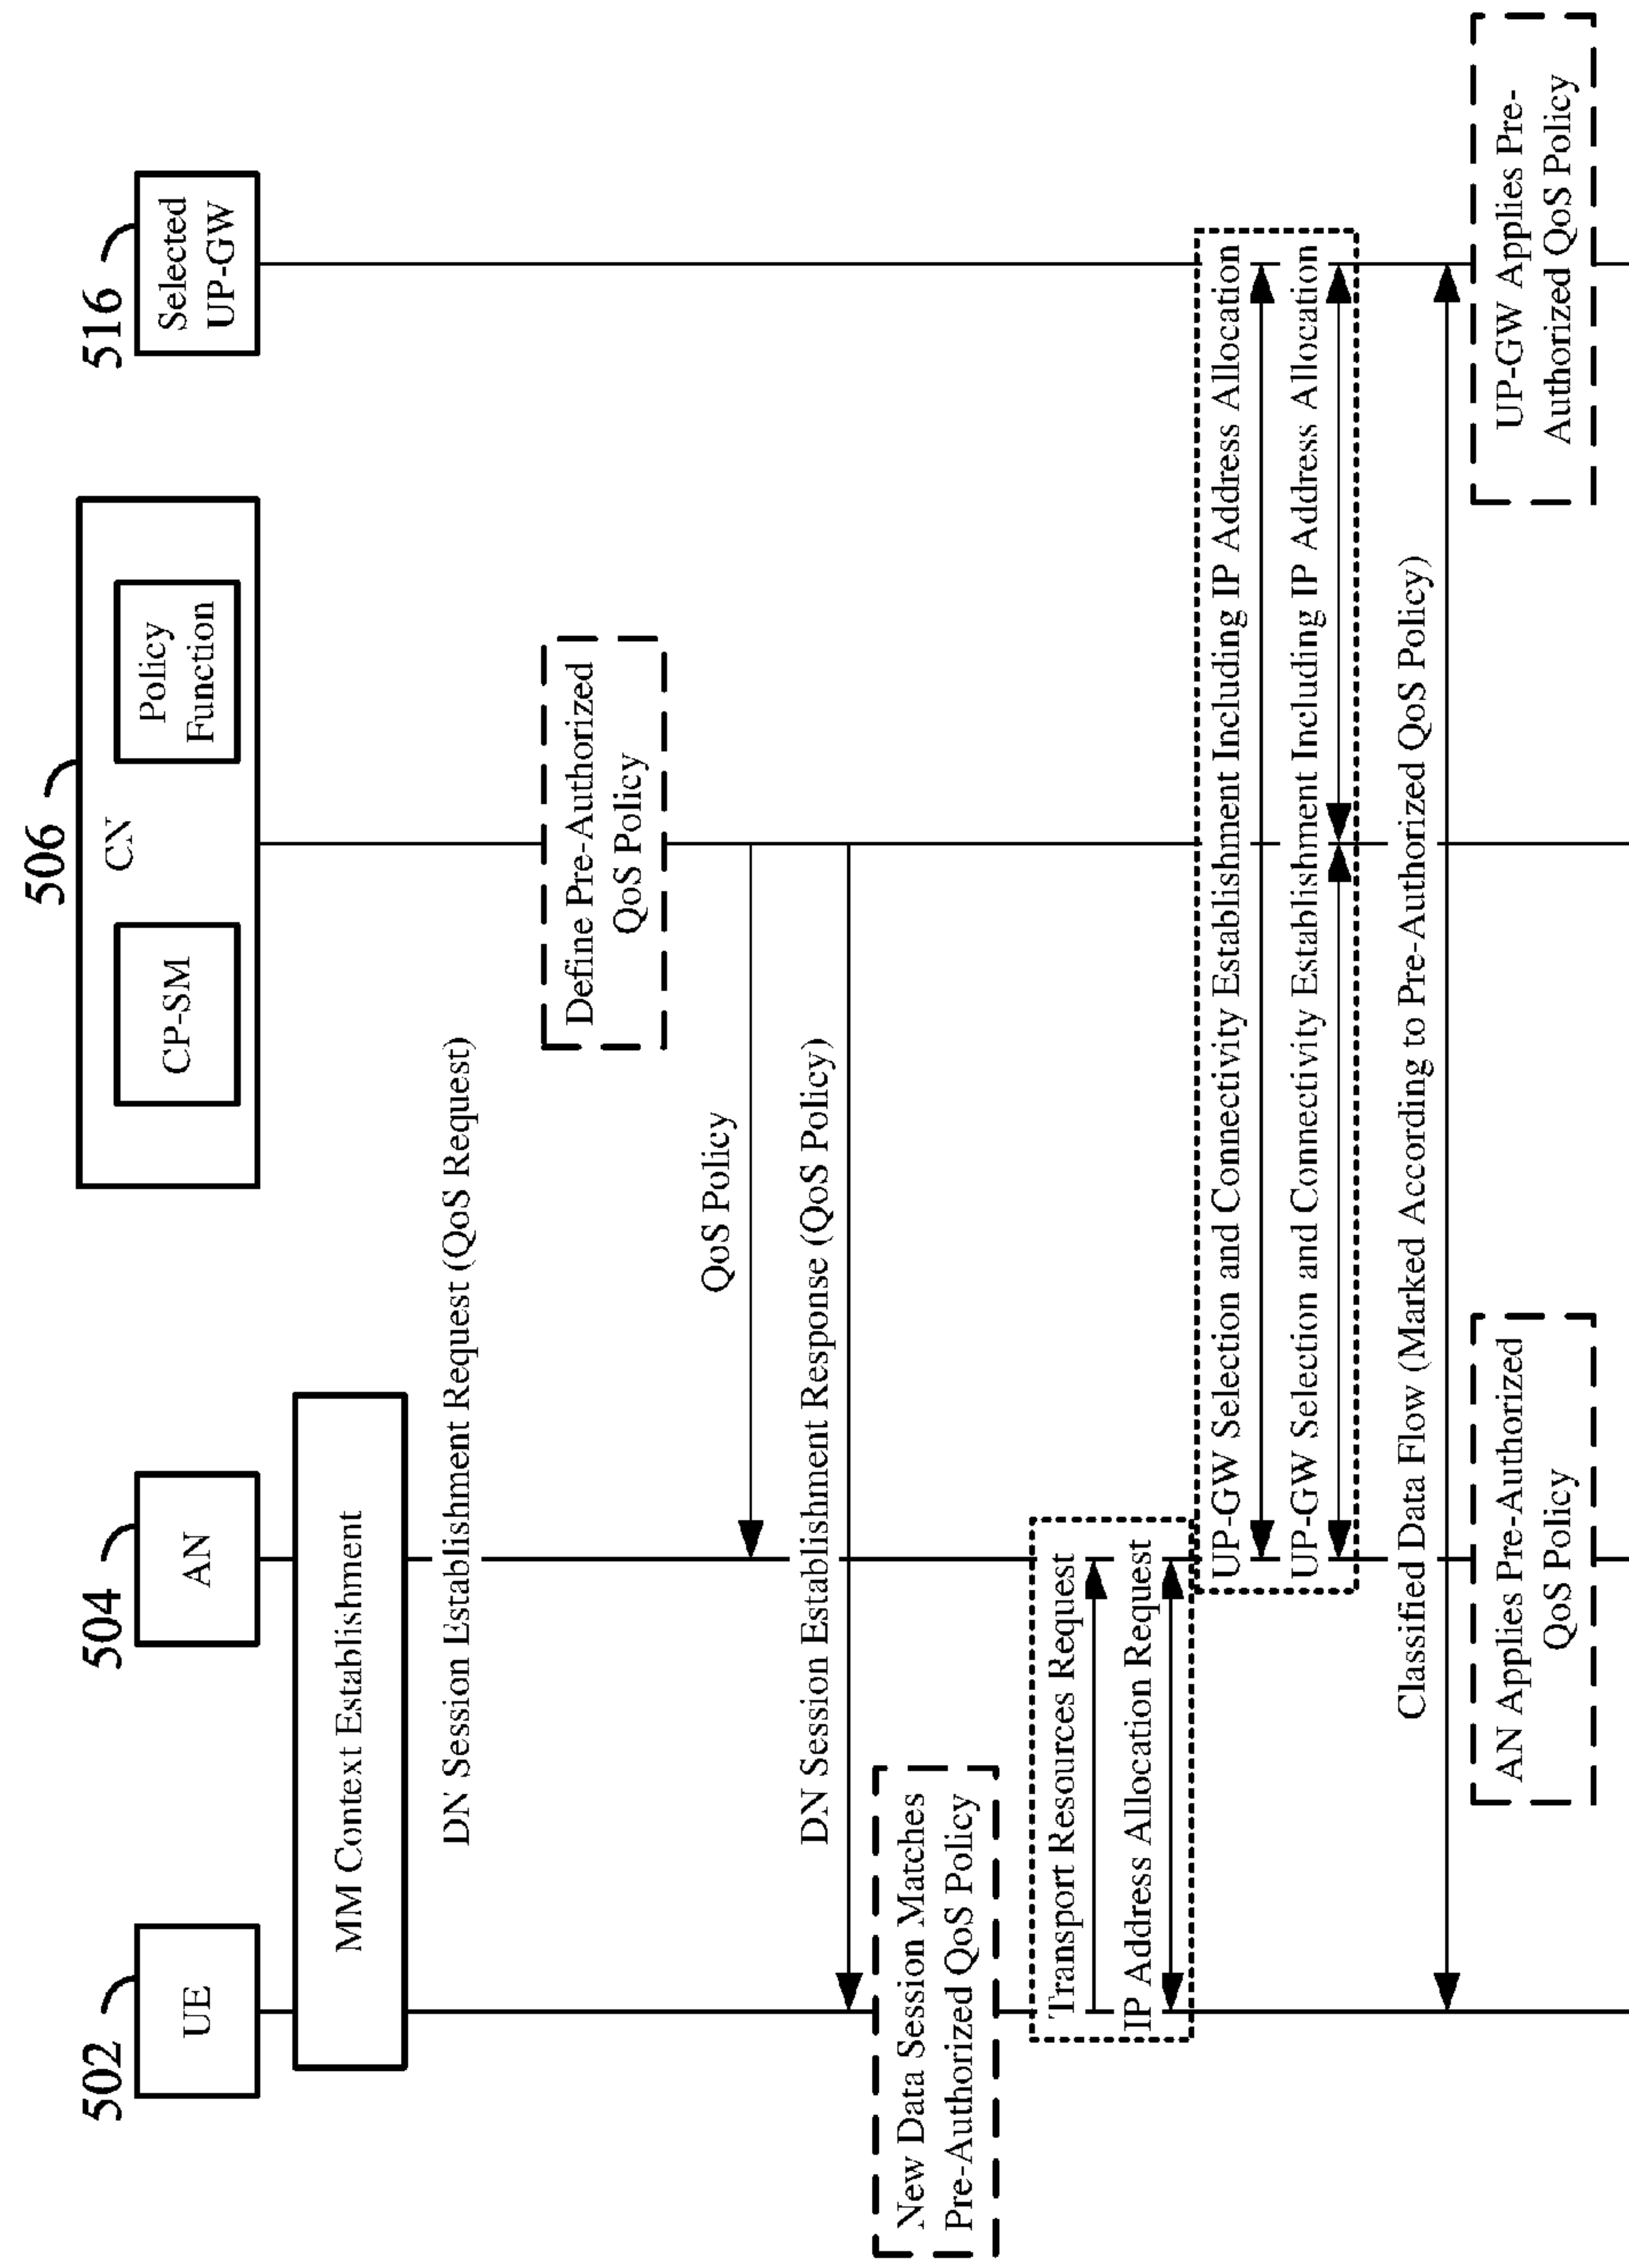 502
504
506
516
UE
AN
CN
CP-SM
Policy
Function
Selected
UP-GW
MM Context Establishment
DN Session Establishment Request (QoS Request)
Define Pre-Authorized
QoS Policy
QoS Policy
DN Session Establishment Response (QoS Policy)
New Data Session Matches
Pre-Authorized QoS Policy
Transport Resources Request
IP Address Allocation Request
UP-GW Selection and Connectivity Establishment Including IP Address Allocation
UP-GW Selection and Connectivity Establishment Including IP Address Allocation
Classified Data Flow (Marked According to Pre-Authorized QoS Policy)
AN Applies Pre-Authorized
QoS Policy
UP-GW Applies Pre-
Authorized QoS Policy